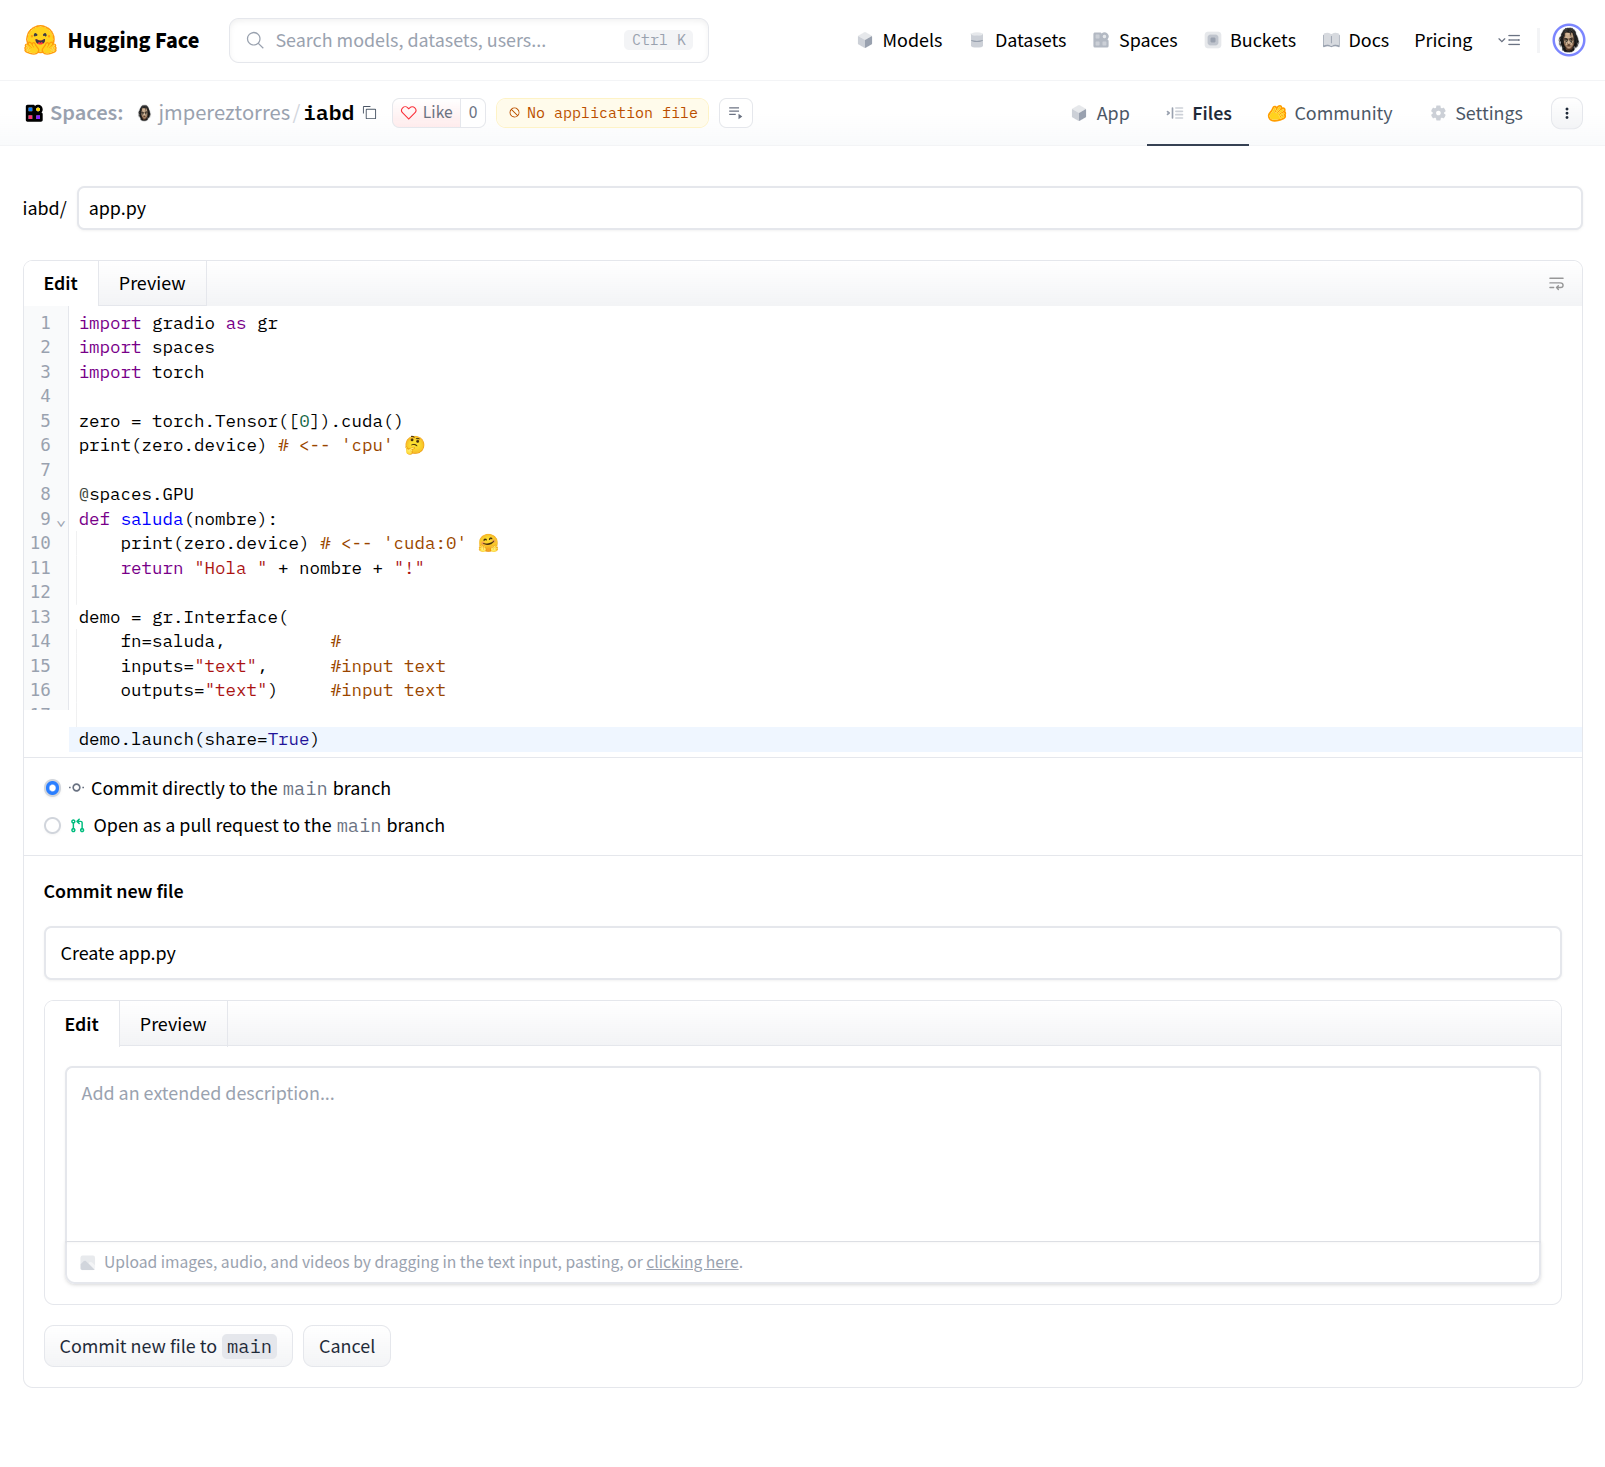 Hugging Face
Search models, datasets, users... Ctrl K
Models Datasets Spaces Buckets Docs Pricing
Spaces: jmpereztorres/iabd Like 0 No application file
App Files Community Settings
iabd/ app.py
Edit Preview
1 import gradio as gr
2 import spaces
3 import torch
4
5 zero = torch.Tensor([0]).cuda()
6 print(zero.device) # <-- 'cpu' 🤔
7
8 @spaces.GPU
9 def saluda(nombre):
10 print(zero.device) # <-- 'cuda:0' 🤗
11 return "Hola " + nombre + "!"
12
13 demo = gr.Interface(
14 fn=saluda, #
15 inputs="text", #input text
16 outputs="text") #input text
demo.launch(share=True)
Commit directly to the main branch
Open as a pull request to the main branch
Commit new file
Create app.py
Edit Preview
Add an extended description...
Upload images, audio, and videos by dragging in the text input, pasting, or clicking here.
Commit new file to main Cancel